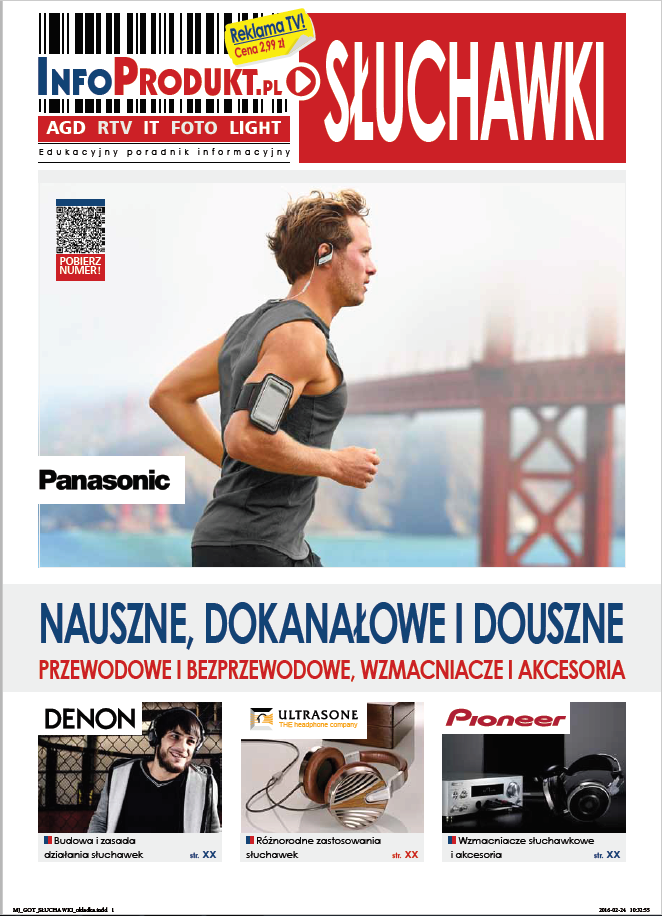 Reklama TV!
Cena 2,99 zł
INFOPRODUKT.PL
SŁUCHAWKI
AGD RTV IT FOTO LIGHT
Edukacyjny poradnik informacyjny
POBIERZ
NUMER!
Panasonic
NAUSZNE, DOKANAŁOWE I DOUSZNE
PRZEWODOWE I BEZPRZEWODOWE, WZMACNIACZE I AKCESORIA
DENON
Budowa i zasada
działania słuchawek str. XX
ULTRASONE
THE headphone company
Różnorodne zastosowania
słuchawek str. XX
Pioneer
Wzmacniacze słuchawkowe
i akcesoria str. XX
MJ_GOT_SŁUCHAWKI_okladka.indd 1 2016-02-24 10:32:55